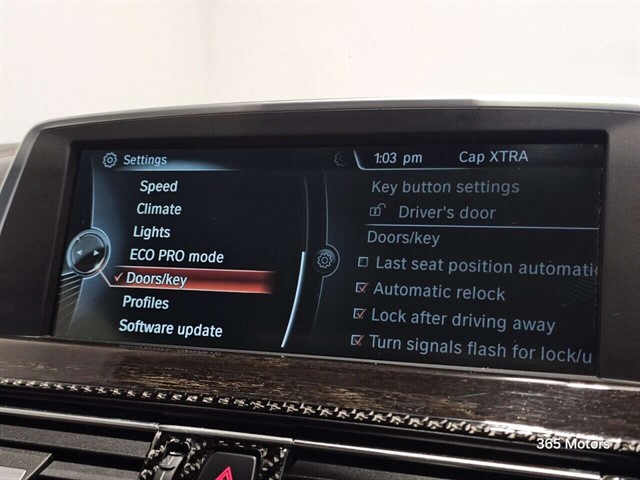 Settings
1:03 pm
Cap XTRA
Speed
Climate
Lights
ECO PRO mode
Doors/key
Profiles
Software update
Key button settings
Driver's door
Doors/key
Last seat position automati
Automatic relock
Lock after driving away
Turn signals flash for lock/u
365 Motors